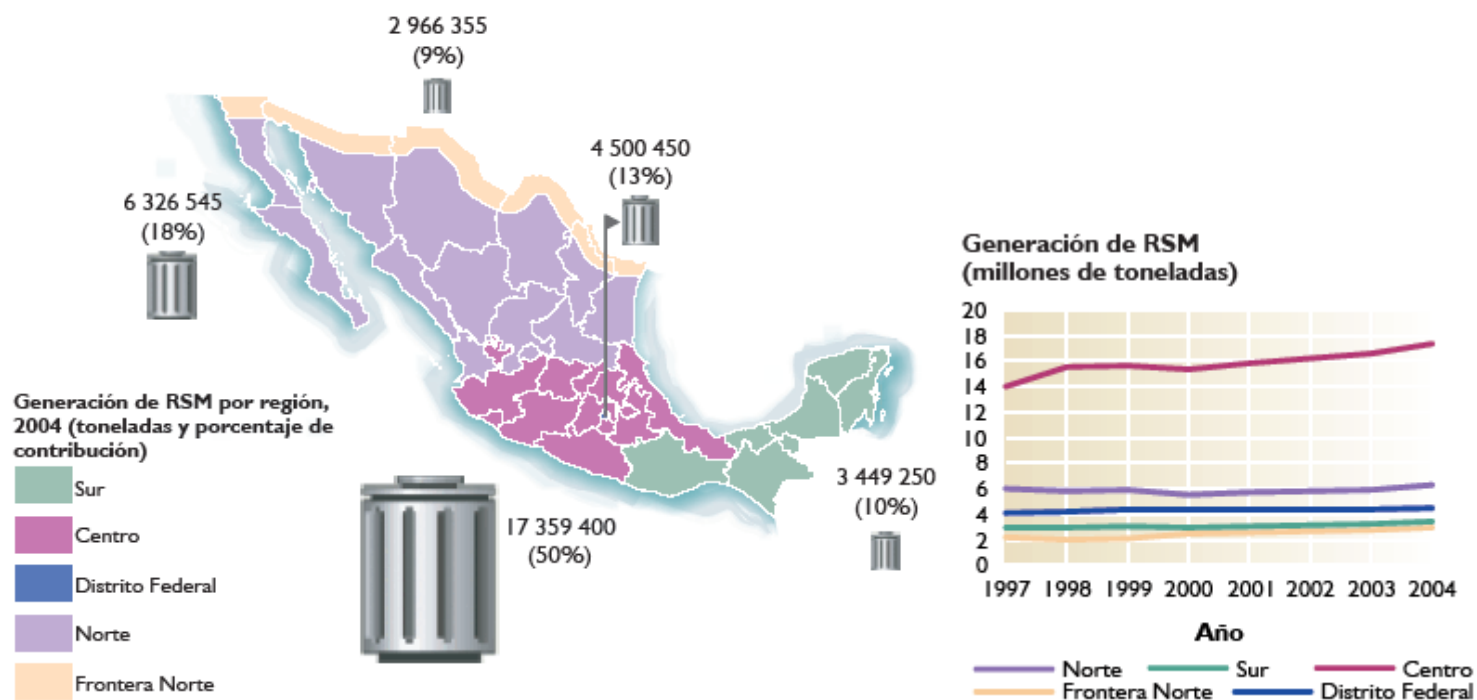 2 966 355
(9%)
4 500 450
(13%)
6 326 545
(18%)
Generación de RSM por región,
2004 (toneladas y porcentaje de
contribución)
Sur
Centro
Distrito Federal
Norte
Frontera Norte
17 359 400
(50%)
3 449 250
(10%)
Generación de RSM
(millones de toneladas)
20
18
16
14
12
10
8
6
4
2
0
1997 1998 1999 2000 2001 2002 2003 2004
Año
Norte Sur Centro
Frontera Norte Distrito Federal